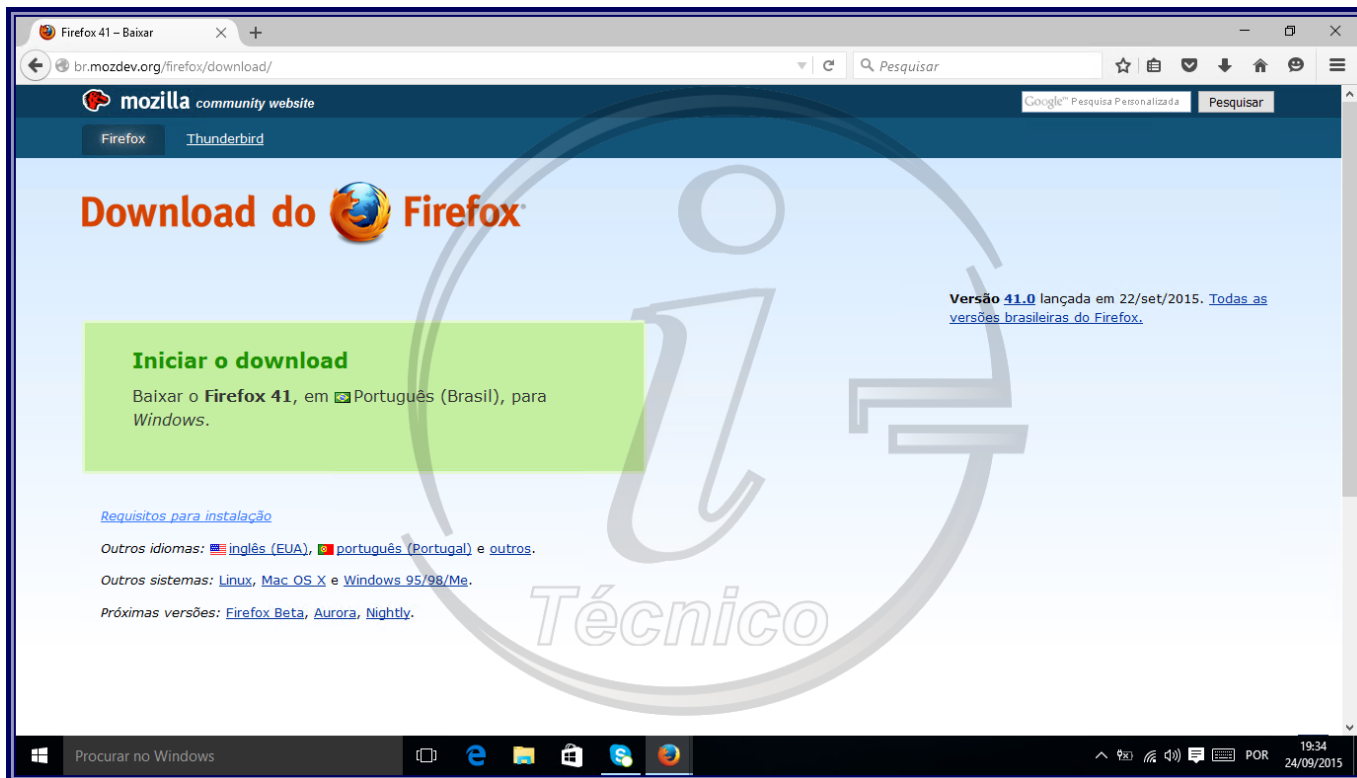 Firefox 41 – Baixar
br.mozdev.org/firefox/download/
Pesquisar
mozilla community website
Google™ Pesquisa Personalizada
Pesquisar
Firefox
Thunderbird
Download do Firefox
Versão 41.0 lançada em 22/set/2015. Todas as
versões brasileiras do Firefox.
Iniciar o download
Baixar o Firefox 41, em Português (Brasil), para
Windows.
Requisitos para instalação
Outros idiomas: inglês (EUA), português (Portugal) e outros.
Outros sistemas: Linux, Mac OS X e Windows 95/98/Me.
Próximas versões: Firefox Beta, Aurora, Nightly.
iG
Técnico
Procurar no Windows
POR
19:34
24/09/2015